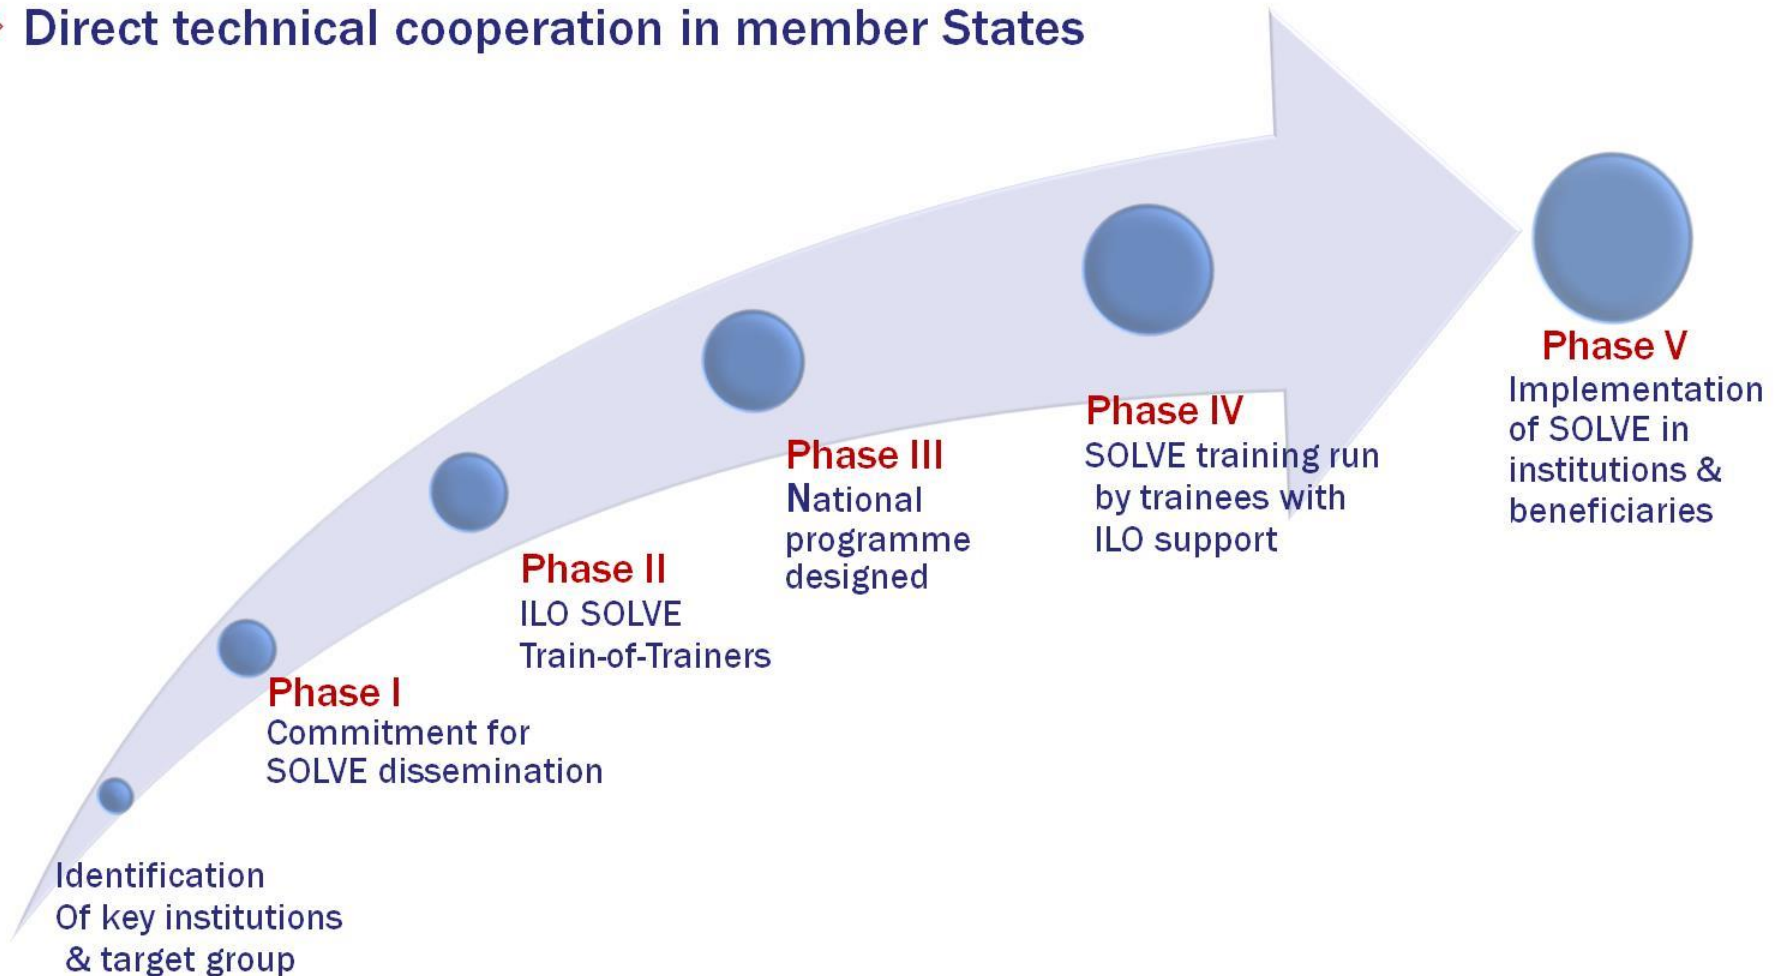 Direct technical cooperation in member States
Phase V
Implementation
of SOLVE in
institutions &
beneficiaries
Phase IV
SOLVE training run
by trainees with
ILO support
Phase III
National
programme
designed
Phase II
ILO SOLVE
Train-of-Trainers
Phase I
Commitment for
SOLVE dissemination
Identification
Of key institutions
& target group